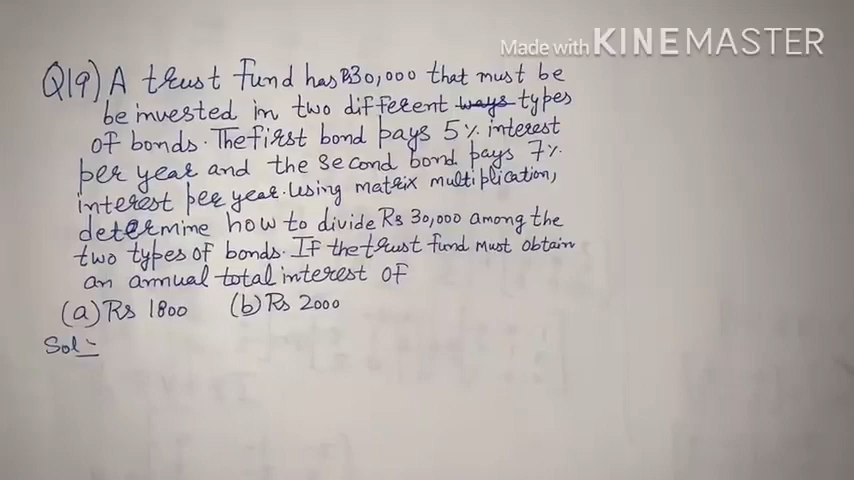 Made with KINEMASTER
Q19) A trust fund has Rs30,000 that must be
be invested in two different ways types
of bonds. The first bond pays 5% interest
per year and the second bond pays 7%
interest per year. Using matrix multiplication,
determine how to divide Rs 30,000 among the
two types of bonds. If the trust fund must obtain
an annual total interest of
(a) Rs 1800 (b) Rs 2000
Sol:-